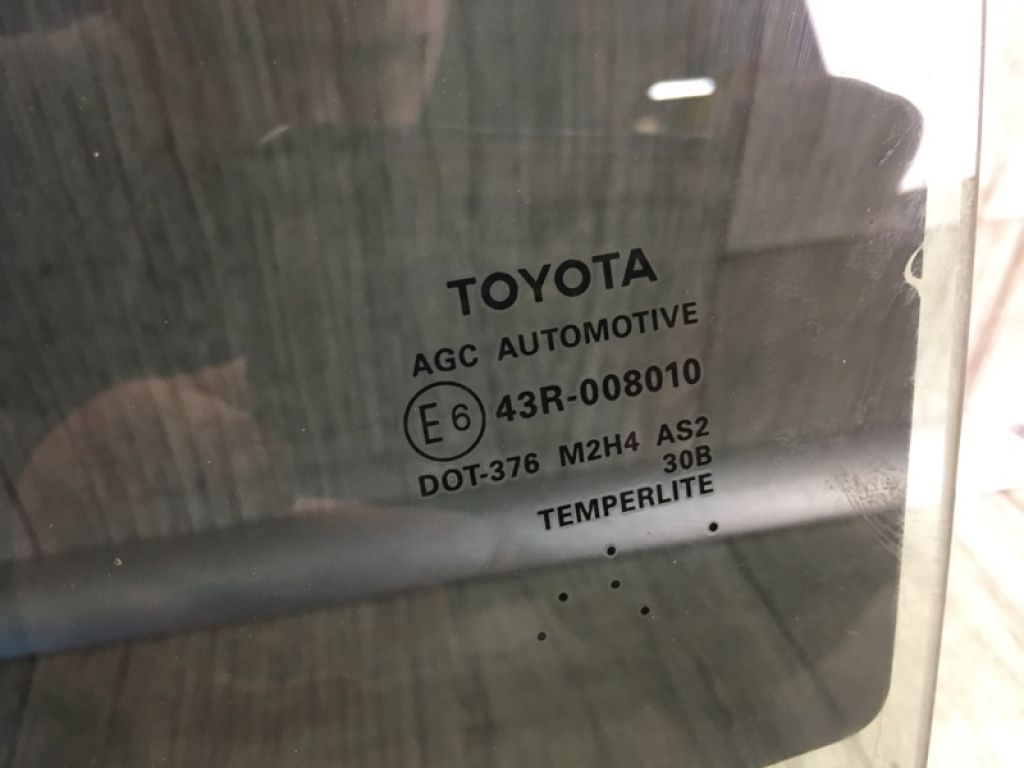 TOYOTA
AGC AUTOMOTIVE
E6 43R-008010
DOT-376 M2H4 AS2
30B
TEMPERLITE